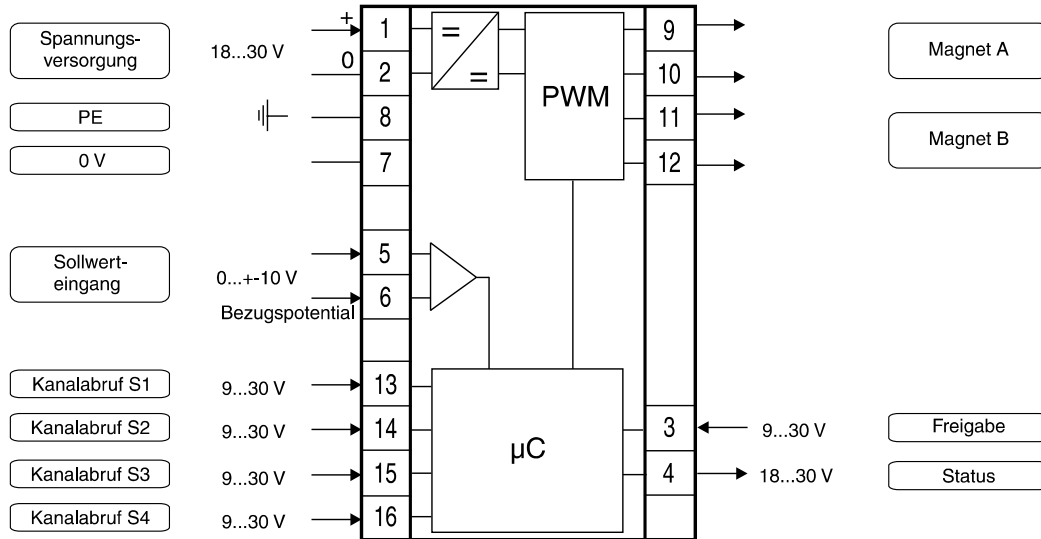 Spannungs-
versorgung
18...30 V
+
0
1
2
=
=
PWM
9
10
11
12
Magnet A
Magnet B
PE
8
0 V
7
Sollwert-
eingang
0...+-10 V
Bezugspotential
5
6
Kanalabruf S1
9...30 V
13
Kanalabruf S2
9...30 V
14
Kanalabruf S3
9...30 V
15
Kanalabruf S4
9...30 V
16
µC
3
9...30 V
Freigabe
4
18...30 V
Status